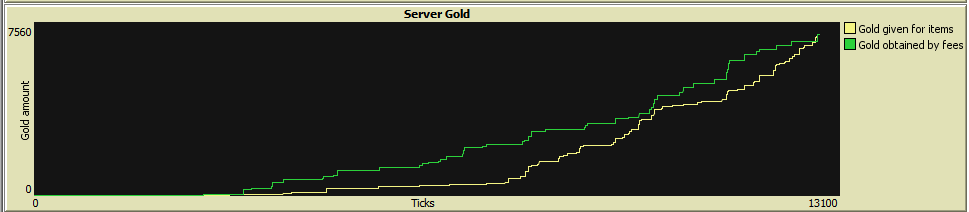 Server Gold
7560
Gold amount
0
0
Ticks
13100
Gold given for items
Gold obtained by fees